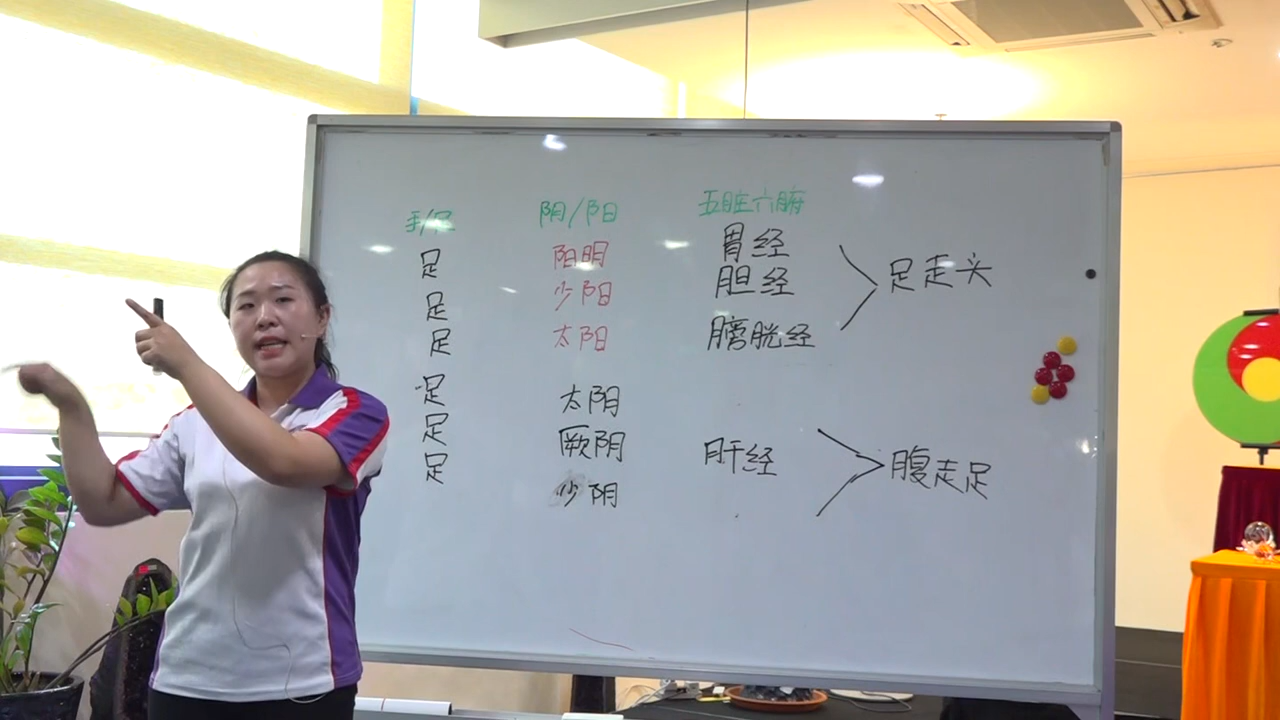 手/足 阴/阳 五脏六腑
足 阳明 胃经
足 少阳 胆经
足 太阳 膀胱经
足走头
足 太阴
足 厥阴 肝经
足 少阴
腹走足